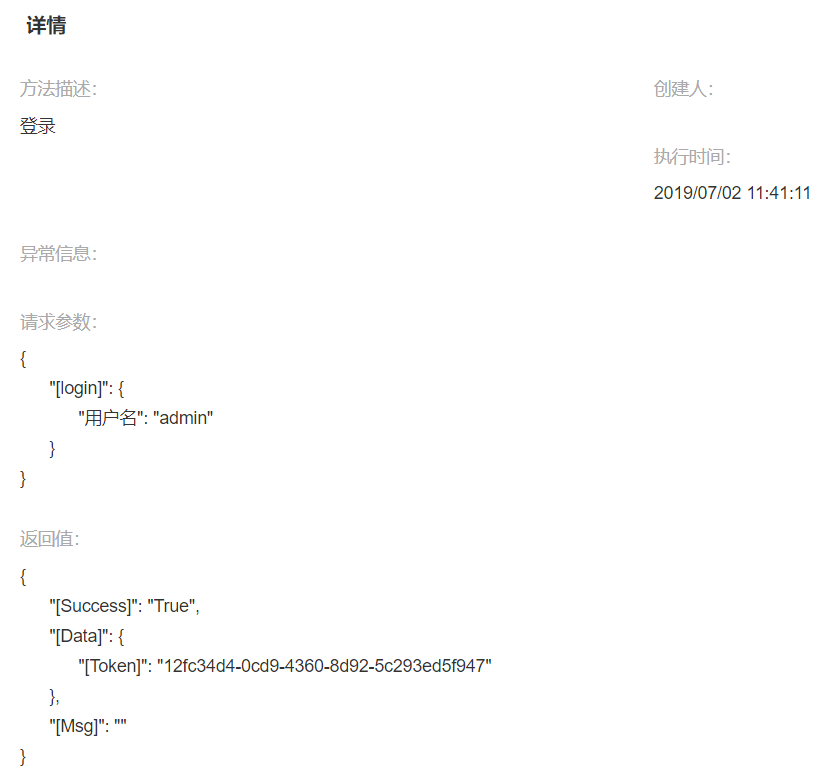 详情
方法描述：
创建人：
登录
执行时间：
2019/07/02 11:41:11
异常信息：
请求参数：
{
"[login]": {
"用户名": "admin"
}
}
返回值：
{
"[Success]": "True",
"[Data]": {
"[Token]": "12fc34d4-0cd9-4360-8d92-5c293ed5f947"
},
"[Msg]": ""
}